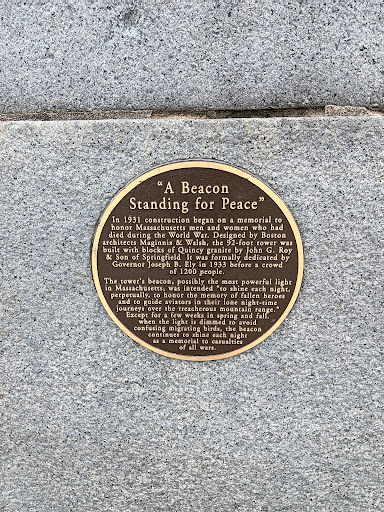 "A Beacon
Standing for Peace"
In 1931 construction began on a memorial to
honor Massachusetts men and women who had
died during the World War. Designed by Boston
architects Maginnis & Walsh, the 92-foot tower was
built with blocks of Quincy granite by John G. Roy
& Son of Springfield. It was formally dedicated by
Governor Joseph B. Ely in 1933 before a crowd
of 1200 people.
The tower's beacon, possibly the most powerful light
in Massachusetts, was intended "to shine each night,
perpetually, to honor the memory of fallen heroes
and to guide aviators in their lone night-time
journeys over the treacherous mountain range."
Except for a few weeks in spring and fall,
when the light is dimmed to avoid
confusing migrating birds, the beacon
continues to shine each night
as a memorial to casualties
of all wars.